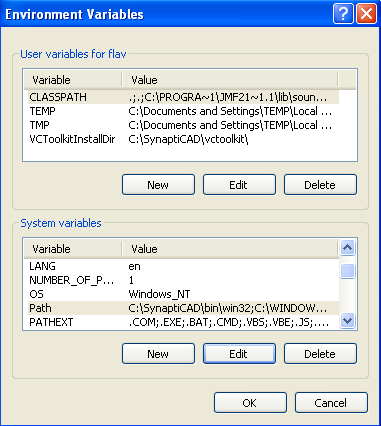 Environment Variables
User variables for flav
Variable Value
CLASSPATH .;.;C:\PROGRA~1\JMF21~1.1\lib\soun...
TEMP C:\Documents and Settings\TEMP\Local ...
TMP C:\Documents and Settings\TEMP\Local ...
VCToolkitInstallDir C:\SynaptiCAD\vctoolkit\
New Edit Delete
System variables
Variable Value
LANG en
NUMBER_OF_P... 1
OS Windows_NT
Path C:\SynaptiCAD\bin\win32;C:\WINDOW...
PATHEXT .COM;.EXE;.BAT;.CMD;.VBS;.VBE;.JS;....
New Edit Delete
OK Cancel